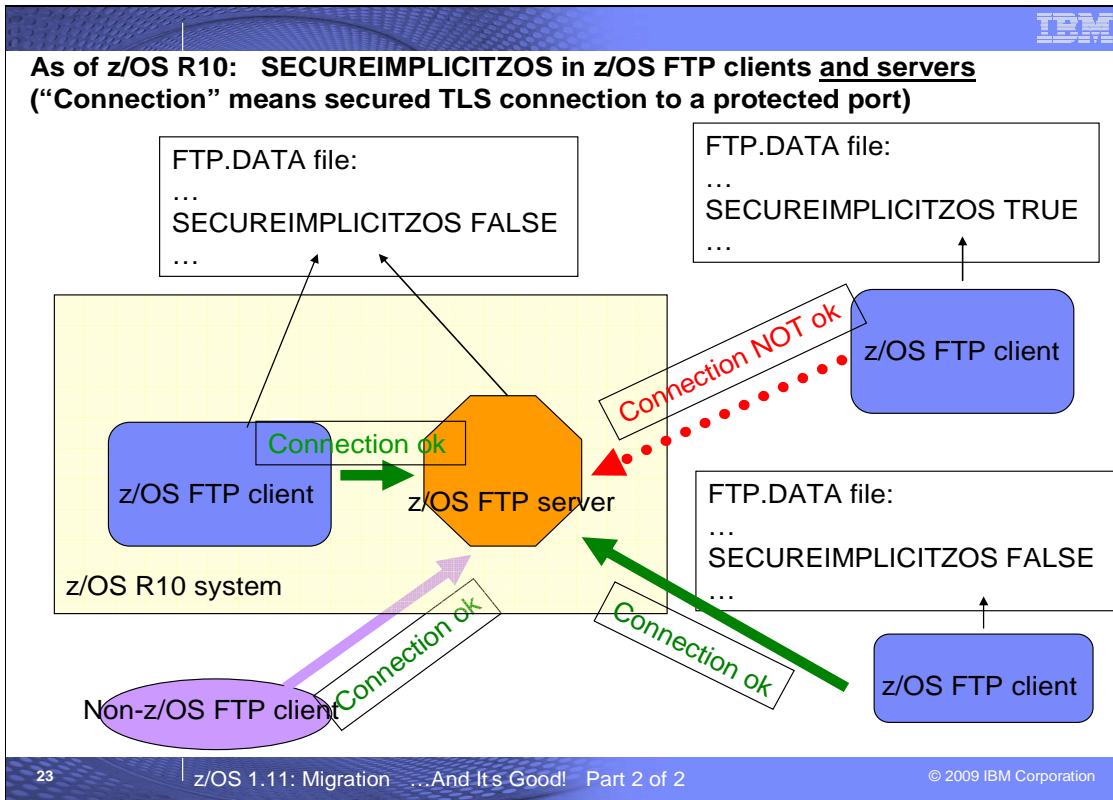 IBM
As of z/OS R10: SECUREIMPLICITZOS in z/OS FTP clients and servers
(“Connection” means secured TLS connection to a protected port)
FTP.DATA file:
…
SECUREIMPLICITZOS FALSE
…
FTP.DATA file:
…
SECUREIMPLICITZOS TRUE
…
Connection NOT ok
z/OS FTP client
Connection ok
z/OS FTP client
z/OS FTP server
FTP.DATA file:
…
SECUREIMPLICITZOS FALSE
…
z/OS R10 system
Connection ok
Connection ok
z/OS FTP client
Non-z/OS FTP client
23
z/OS 1.11: Migration …And Its Good! Part 2 of 2
© 2009 IBM Corporation